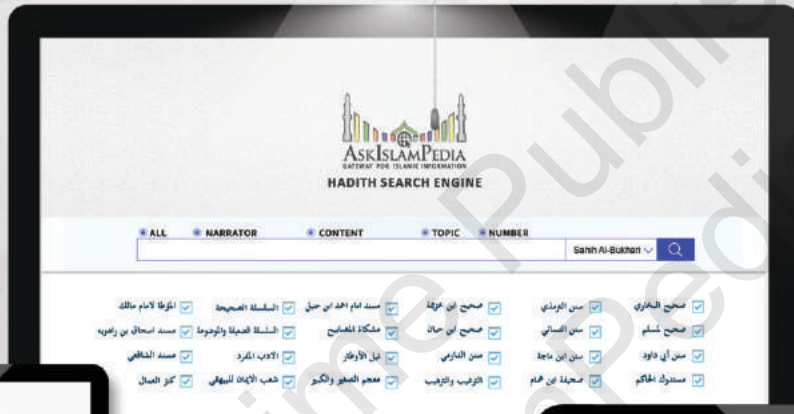 ASKISLAMPEDIA
GATEWAY FOR ISLAMIC INFORMATION
HADITH SEARCH ENGINE
ALL NARRATOR CONTENT TOPIC NUMBER
Sahih Al-Bukhari
صحيح البخاري سنن الترمذي صحيح ابن خزيمة مسند امام احمد ابن حنبل السلسلة الصحيحة المؤطا لامام مالك
صحيح لمسلم سنن النسائي صحيح ابن حبان مشكاة المصابيح السلسلة الضعيفة والموضوعة مسند اسحاق بن راهويه
سنن أبي داود سنن ابن ماجة سنن الدارمي نيل الأوطار الادب المفرد مسند الشافعي
مستدرك الحاكم صحيفة ابن همام الترغيب والترهيب معجم الصغير والكبير شعب الأيمان للبيهقي كنز العمال